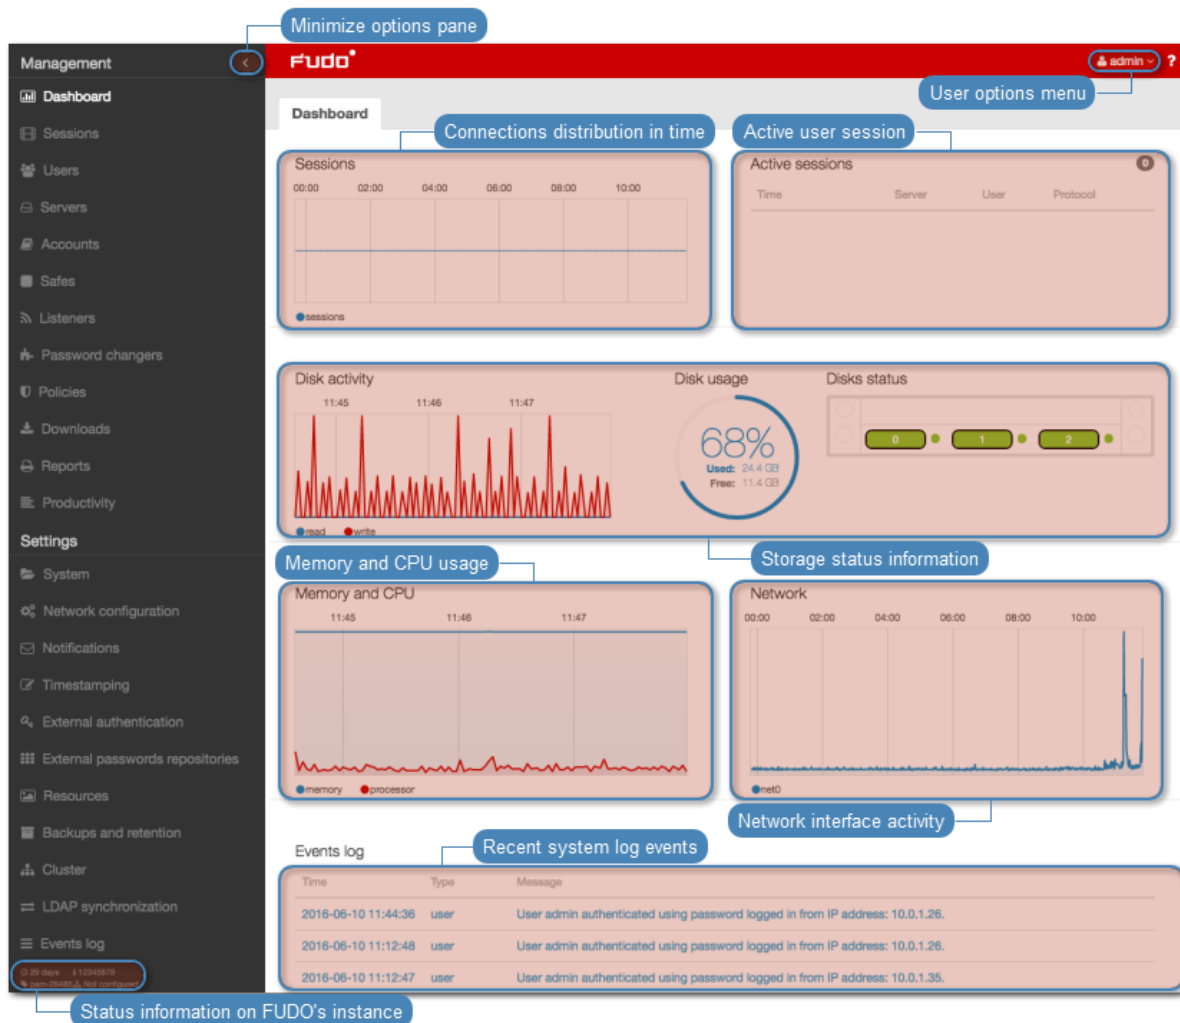 Minimize options pane
Management
FUDO
admin
?
Dashboard
User options menu
Dashboard
Connections distribution in time
Active user session
Sessions
Users
Servers
Accounts
Safes
Listeners
Password changers
Policies
Downloads
Reports
Productivity
Settings
System
Network configuration
Notifications
Timestamping
External authentication
External passwords repositories
Resources
Backups and retention
Cluster
LDAP synchronization
Events log
29 days 12345678
psm-28485 Not configured
Status information on FUDO's instance
Sessions
00:00 02:00 04:00 06:00 08:00 10:00
sessions
Active sessions 0
Time Server User Protocol
Disk activity
11:45 11:46 11:47
read write
Disk usage
68%
Used: 24.4 GB
Free: 11.4 GB
Disks status
0 1 2
Storage status information
Memory and CPU usage
Memory and CPU
11:45 11:46 11:47
memory processor
Network
00:00 02:00 04:00 06:00 08:00 10:00
net0
Network interface activity
Recent system log events
Events log
Time Type Message
2016-06-10 11:44:36 user User admin authenticated using password logged in from IP address: 10.0.1.26.
2016-06-10 11:12:48 user User admin authenticated using password logged in from IP address: 10.0.1.26.
2016-06-10 11:12:47 user User admin authenticated using password logged in from IP address: 10.0.1.35.